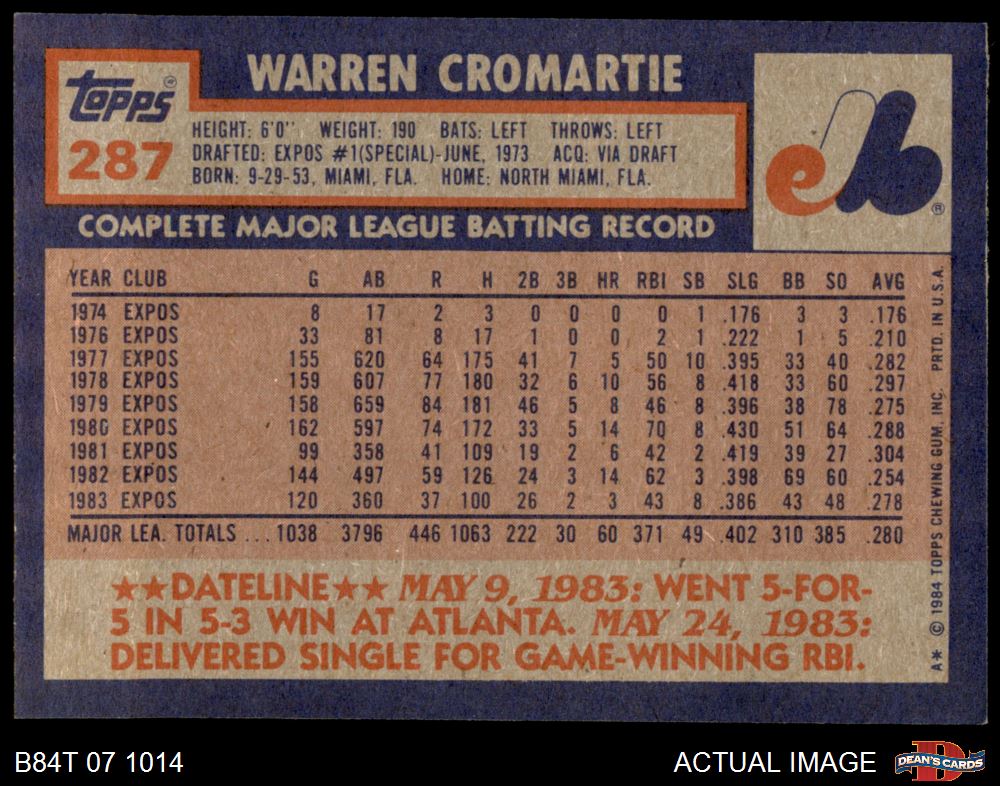 WARREN CROMARTIE
Topps®
287
HEIGHT: 6'0" WEIGHT: 190 BATS: LEFT THROWS: LEFT
DRAFTED: EXPOS #1(SPECIAL)-JUNE, 1973 ACQ: VIA DRAFT
BORN: 9-29-53, MIAMI, FLA. HOME: NORTH MIAMI, FLA.
eb®
COMPLETE MAJOR LEAGUE BATTING RECORD
YEAR CLUB G AB R H 2B 3B HR RBI SB SLG BB SO AVG
1974 EXPOS 8 17 2 3 0 0 0 0 1 .176 3 3 .176
1976 EXPOS 33 81 8 17 1 0 0 2 1 .222 1 5 .210
1977 EXPOS 155 620 64 175 41 7 5 50 10 .395 33 40 .282
1978 EXPOS 159 607 77 180 32 6 10 56 8 .418 33 60 .297
1979 EXPOS 158 659 84 181 46 5 8 46 8 .396 38 78 .275
1980 EXPOS 162 597 74 172 33 5 14 70 8 .430 51 64 .288
1981 EXPOS 99 358 41 109 19 2 6 42 2 .419 39 27 .304
1982 EXPOS 144 497 59 126 24 3 14 62 3 .398 69 60 .254
1983 EXPOS 120 360 37 100 26 2 3 43 8 .386 43 48 .278
MAJOR LEA. TOTALS ... 1038 3796 446 1063 222 30 60 371 49 .402 310 385 .280
★★DATELINE★★ MAY 9, 1983: WENT 5-FOR-
5 IN 5-3 WIN AT ATLANTA. MAY 24, 1983:
DELIVERED SINGLE FOR GAME-WINNING RBI.
A* © 1984 TOPPS CHEWING GUM, INC. PRTD. IN U.S.A.
B84T 07 1014
ACTUAL IMAGE
D
DEAN'S CARDS